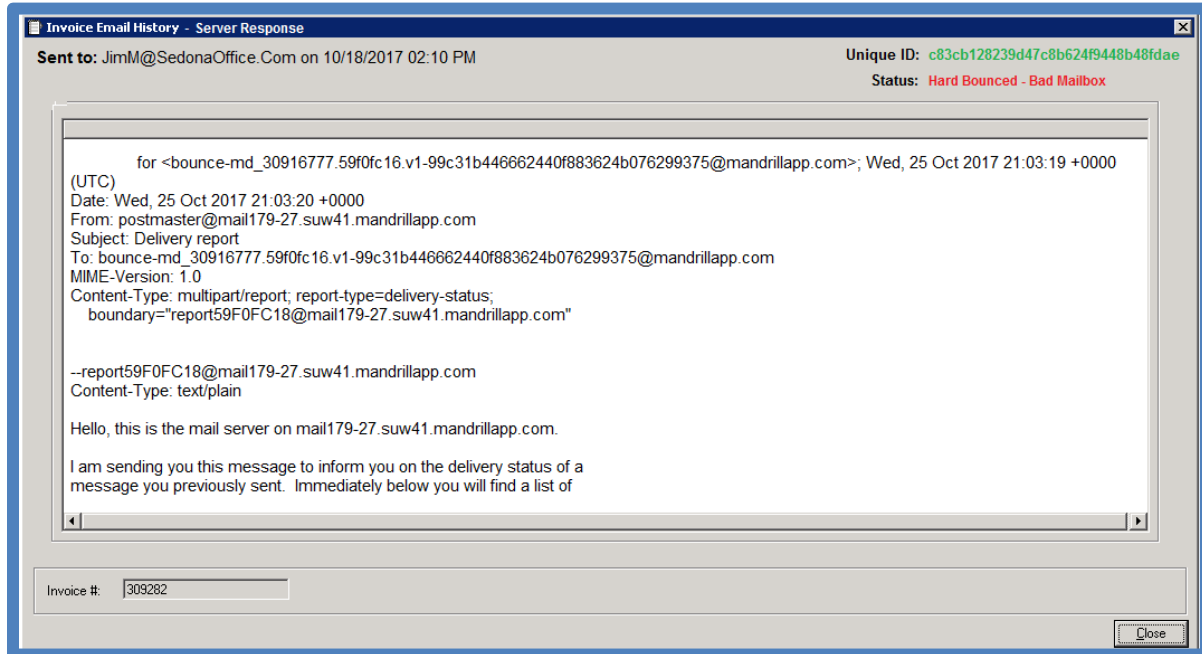 Invoice Email History - Server Response
Sent to: JimM@SedonaOffice.Com on 10/18/2017 02:10 PM
Unique ID: c83cb128239d47c8b624f9448b48fdae
Status: Hard Bounced - Bad Mailbox
for <bounce-md_30916777.59f0fc16.v1-99c31b446662440f883624b076299375@mandrillapp.com>; Wed, 25 Oct 2017 21:03:19 +0000
(UTC)
Date: Wed, 25 Oct 2017 21:03:20 +0000
From: postmaster@mail179-27.suw41.mandrillapp.com
Subject: Delivery report
To: bounce-md_30916777.59f0fc16.v1-99c31b446662440f883624b076299375@mandrillapp.com
MIME-Version: 1.0
Content-Type: multipart/report; report-type=delivery-status;
boundary="report59F0FC18@mail179-27.suw41.mandrillapp.com"
--report59F0FC18@mail179-27.suw41.mandrillapp.com
Content-Type: text/plain
Hello, this is the mail server on mail179-27.suw41.mandrillapp.com.
I am sending you this message to inform you on the delivery status of a
message you previously sent.  Immediately below you will find a list of
Invoice #: 309282
Close